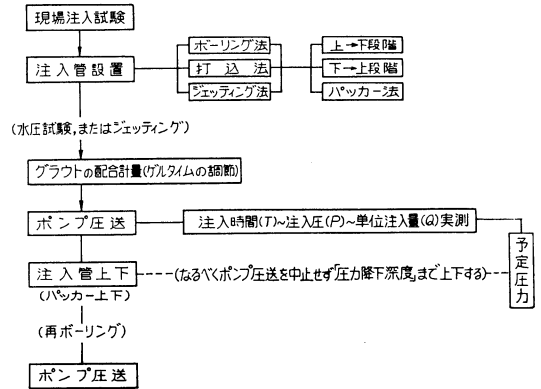 現場注入試験
注入管設置
ボーリング法
打込法
ジェッティング法
上→下段階
下→上段階
パッカー法
(水圧試験,またはジェッティング)
グラウトの配合計量(ゲルタイムの調節)
ポンプ圧送
注入時間(T)~注入圧(P)~単位注入量(Q)実測
予定圧力
注入管上下
(なるべくポンプ圧送を中止せず「圧力降下深度」まで上下する)
(パッカー上下)
(再ボーリング)
ポンプ圧送